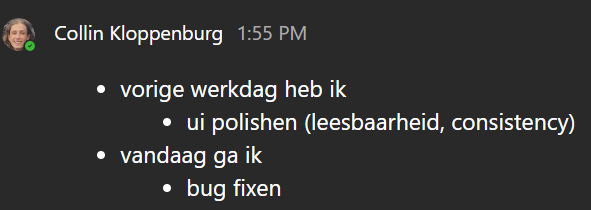 Collin Kloppenburg 1:55 PM
• vorige werkdag heb ik
• ui polishen (leesbaarheid, consistency)
• vandaag ga ik
• bug fixen